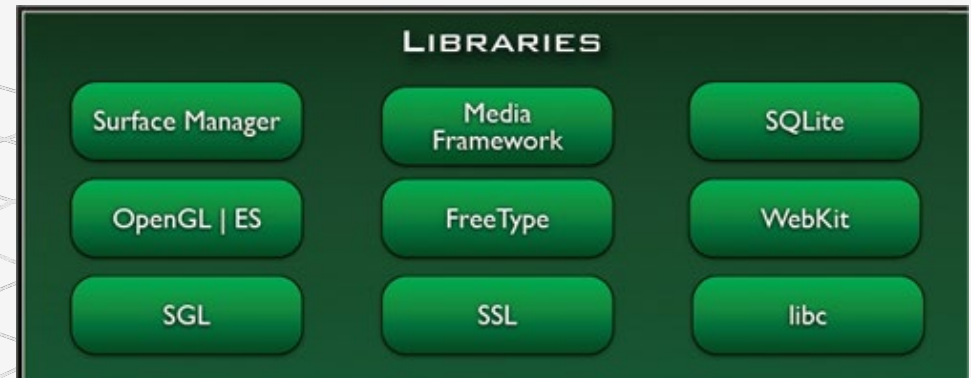 LIBRARIES
Surface Manager
Media
Framework
SQLite
OpenGL | ES
FreeType
WebKit
SGL
SSL
libc